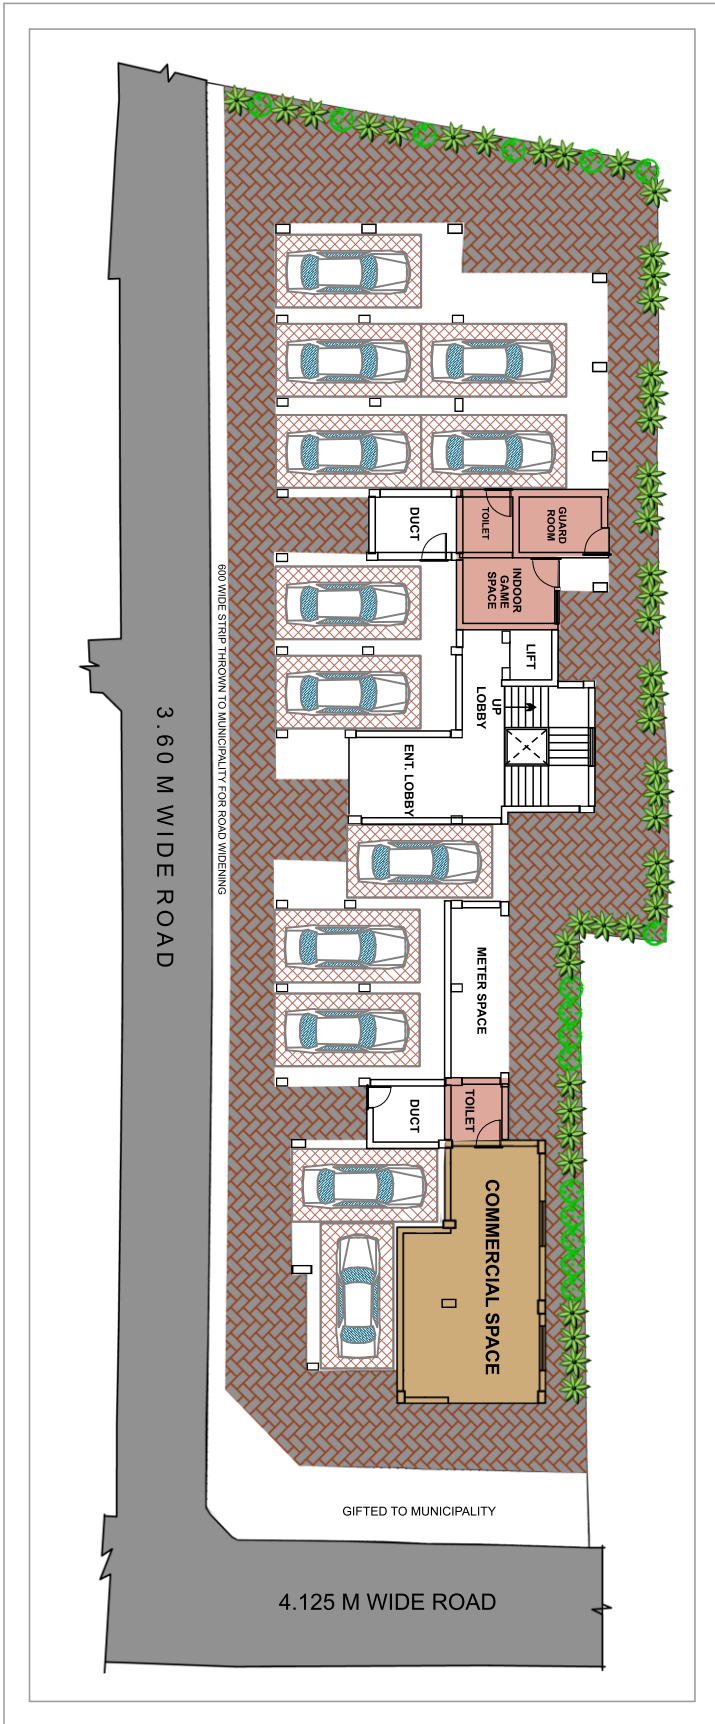 DUCT
TOILET
GUARD
ROOM
INDOOR
GAME
SPACE
LIFT
UP
LOBBY
ENT. LOBBY
600 WIDE STRIP THROWN TO MUNICIPALITY FOR ROAD WIDENING
3.60 M WIDE ROAD
METER SPACE
DUCT
TOILET
COMMERCIAL SPACE
GIFTED TO MUNICIPALITY
4.125 M WIDE ROAD